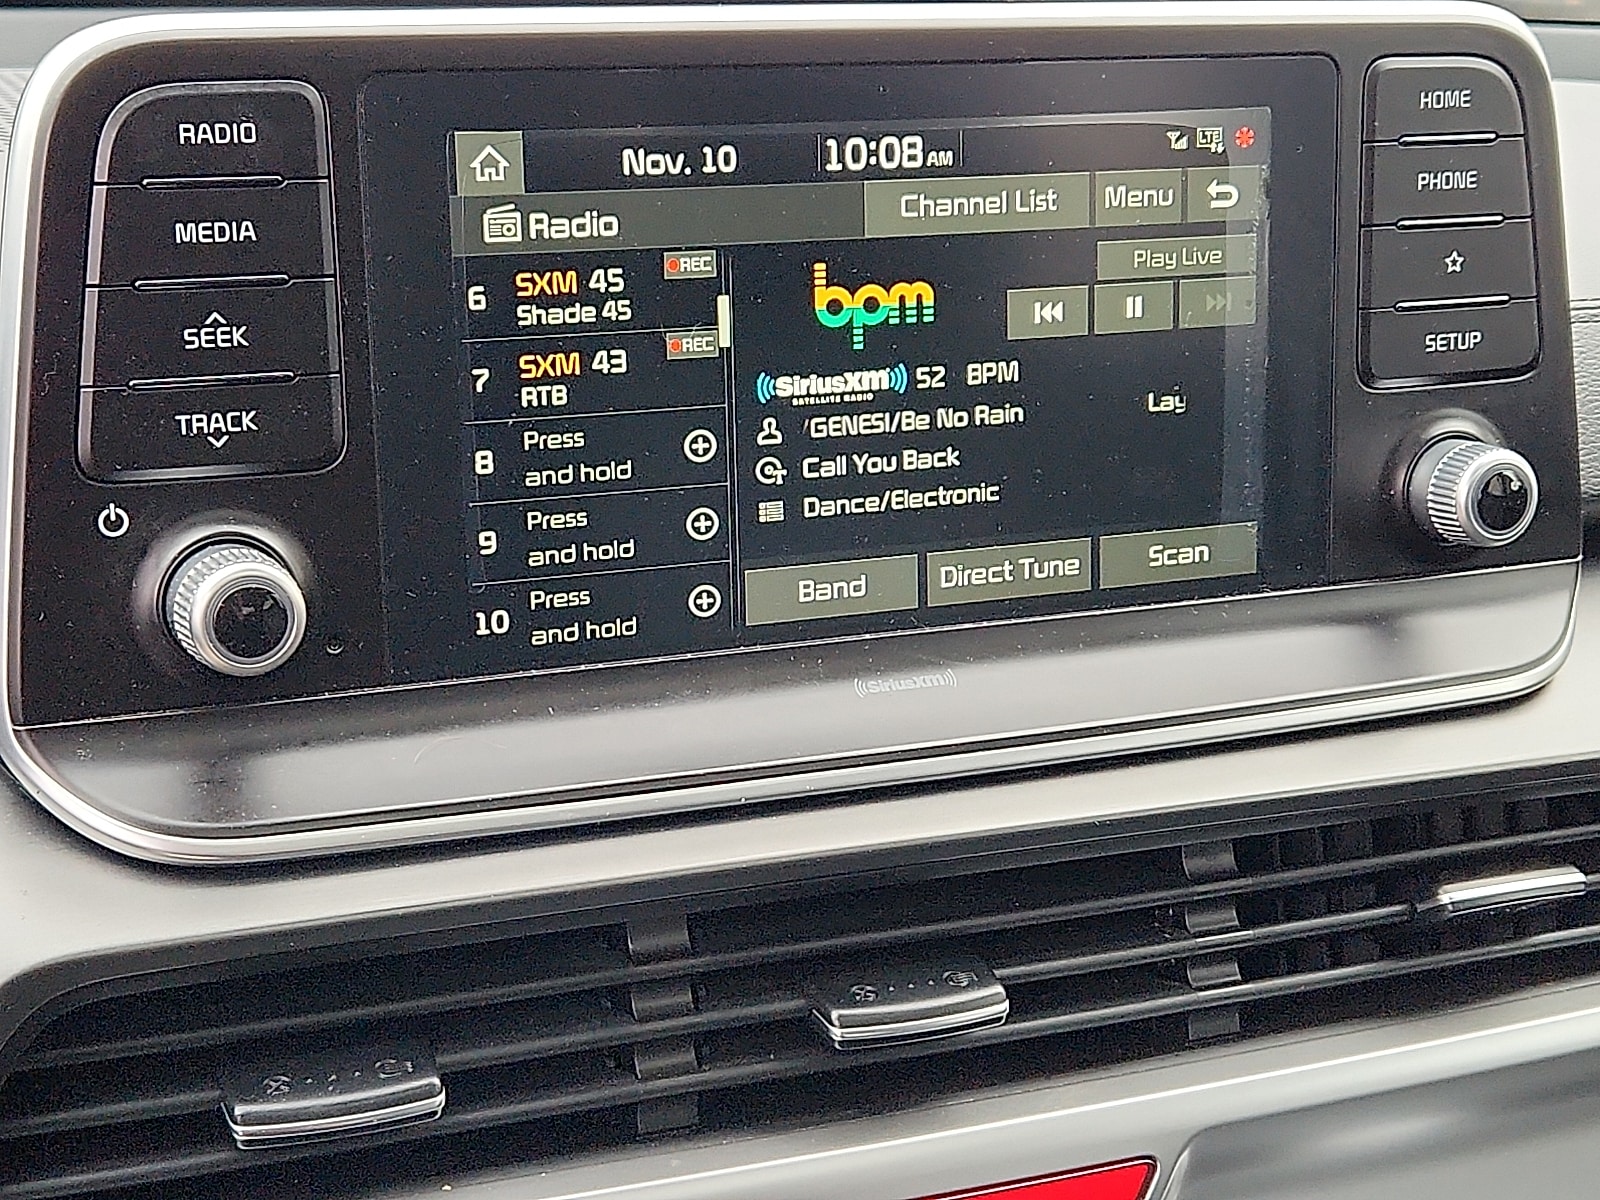 RADIO
MEDIA
SEEK
TRACK
Nov. 10
10:08 AM
LTE
Radio
Channel List
Menu
6 SXM 45 REC
Shade 45
7 SXM 43 REC
RTB
8 Press
and hold
9 Press
and hold
10 Press
and hold
bpm
Play Live
SiriusXM 52 BPM
SATELLITE RADIO
/GENESI/Be No Rain Lay
Call You Back
Dance/Electronic
Band
Direct Tune
Scan
HOME
PHONE
SETUP
SiriusXM